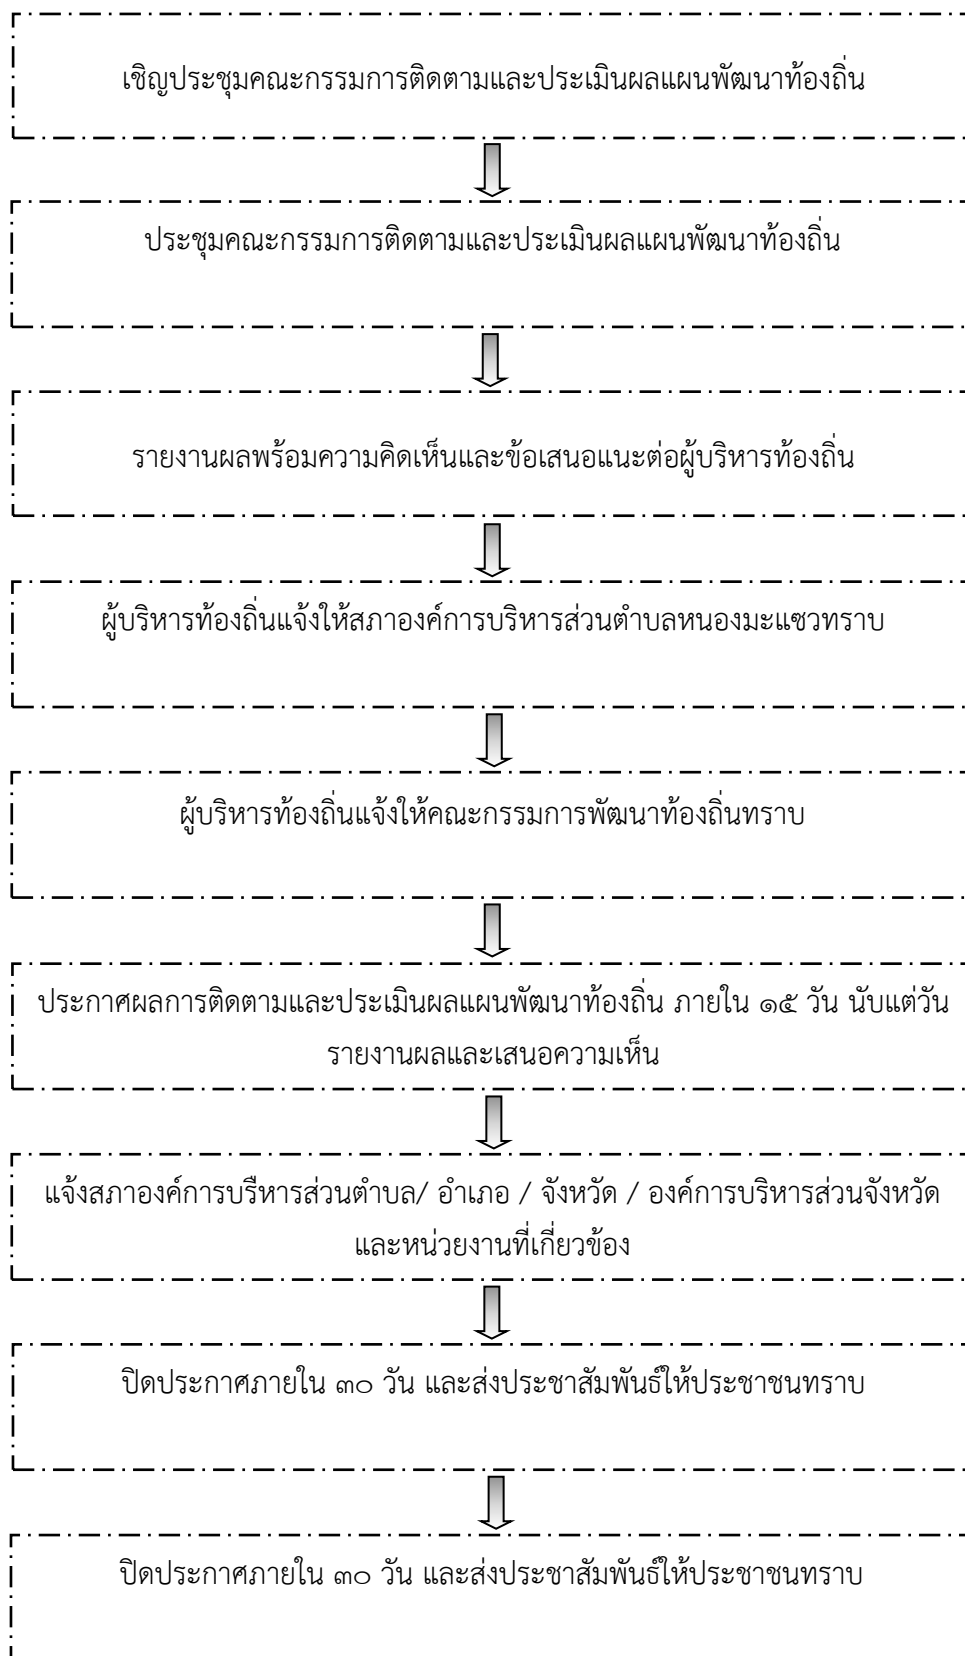 เชิญประชุมคณะกรรมการติดตามและประเมินผลแผนพัฒนาท้องถิ่น
ประชุมคณะกรรมการติดตามและประเมินผลแผนพัฒนาท้องถิ่น
รายงานผลพร้อมความคิดเห็นและข้อเสนอแนะต่อผู้บริหารท้องถิ่น
ผู้บริหารท้องถิ่นแจ้งให้สภาองค์การบริหารส่วนตำบลหนองมะแซวทราบ
ผู้บริหารท้องถิ่นแจ้งให้คณะกรรมการพัฒนาท้องถิ่นทราบ
ประกาศผลการติดตามและประเมินผลแผนพัฒนาท้องถิ่น ภายใน ๑๕ วัน นับแต่วัน
รายงานผลและเสนอความเห็น
แจ้งสภาองค์การบรืหารส่วนตำบล/ อำเภอ / จังหวัด / องค์การบริหารส่วนจังหวัด
และหน่วยงานที่เกี่ยวข้อง
ปิดประกาศภายใน ๓๐ วัน และส่งประชาสัมพันธ์ให้ประชาชนทราบ
ปิดประกาศภายใน ๓๐ วัน และส่งประชาสัมพันธ์ให้ประชาชนทราบ